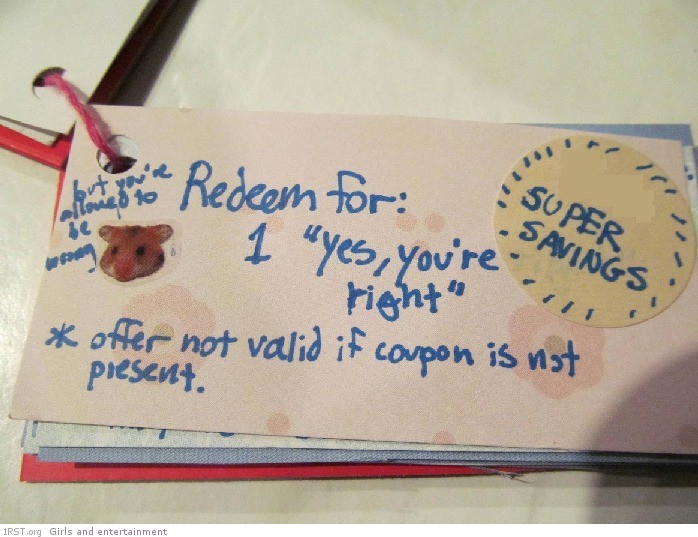 but you're
allowed to
be
wrong
Redeem for:
1 "yes, you're
right"
SUPER
SAVINGS
* offer not valid if coupon is not
present.
1RST.org Girls and entertainment